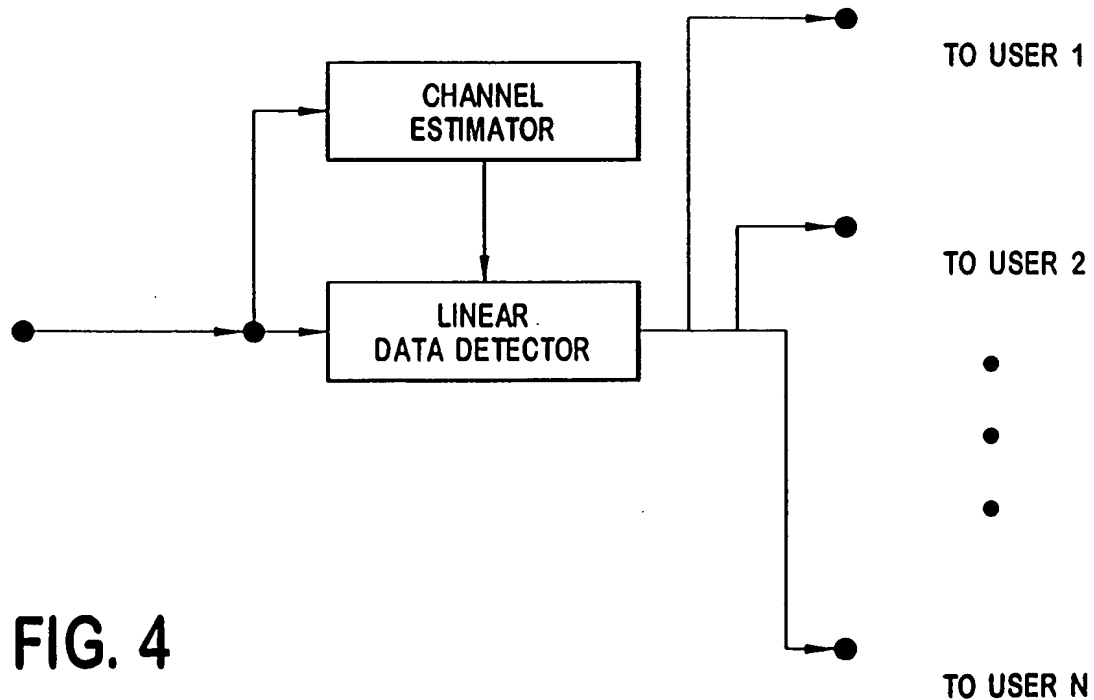 TO USER 1
CHANNEL
ESTIMATOR
TO USER 2
LINEAR
DATA DETECTOR
FIG. 4
TO USER N